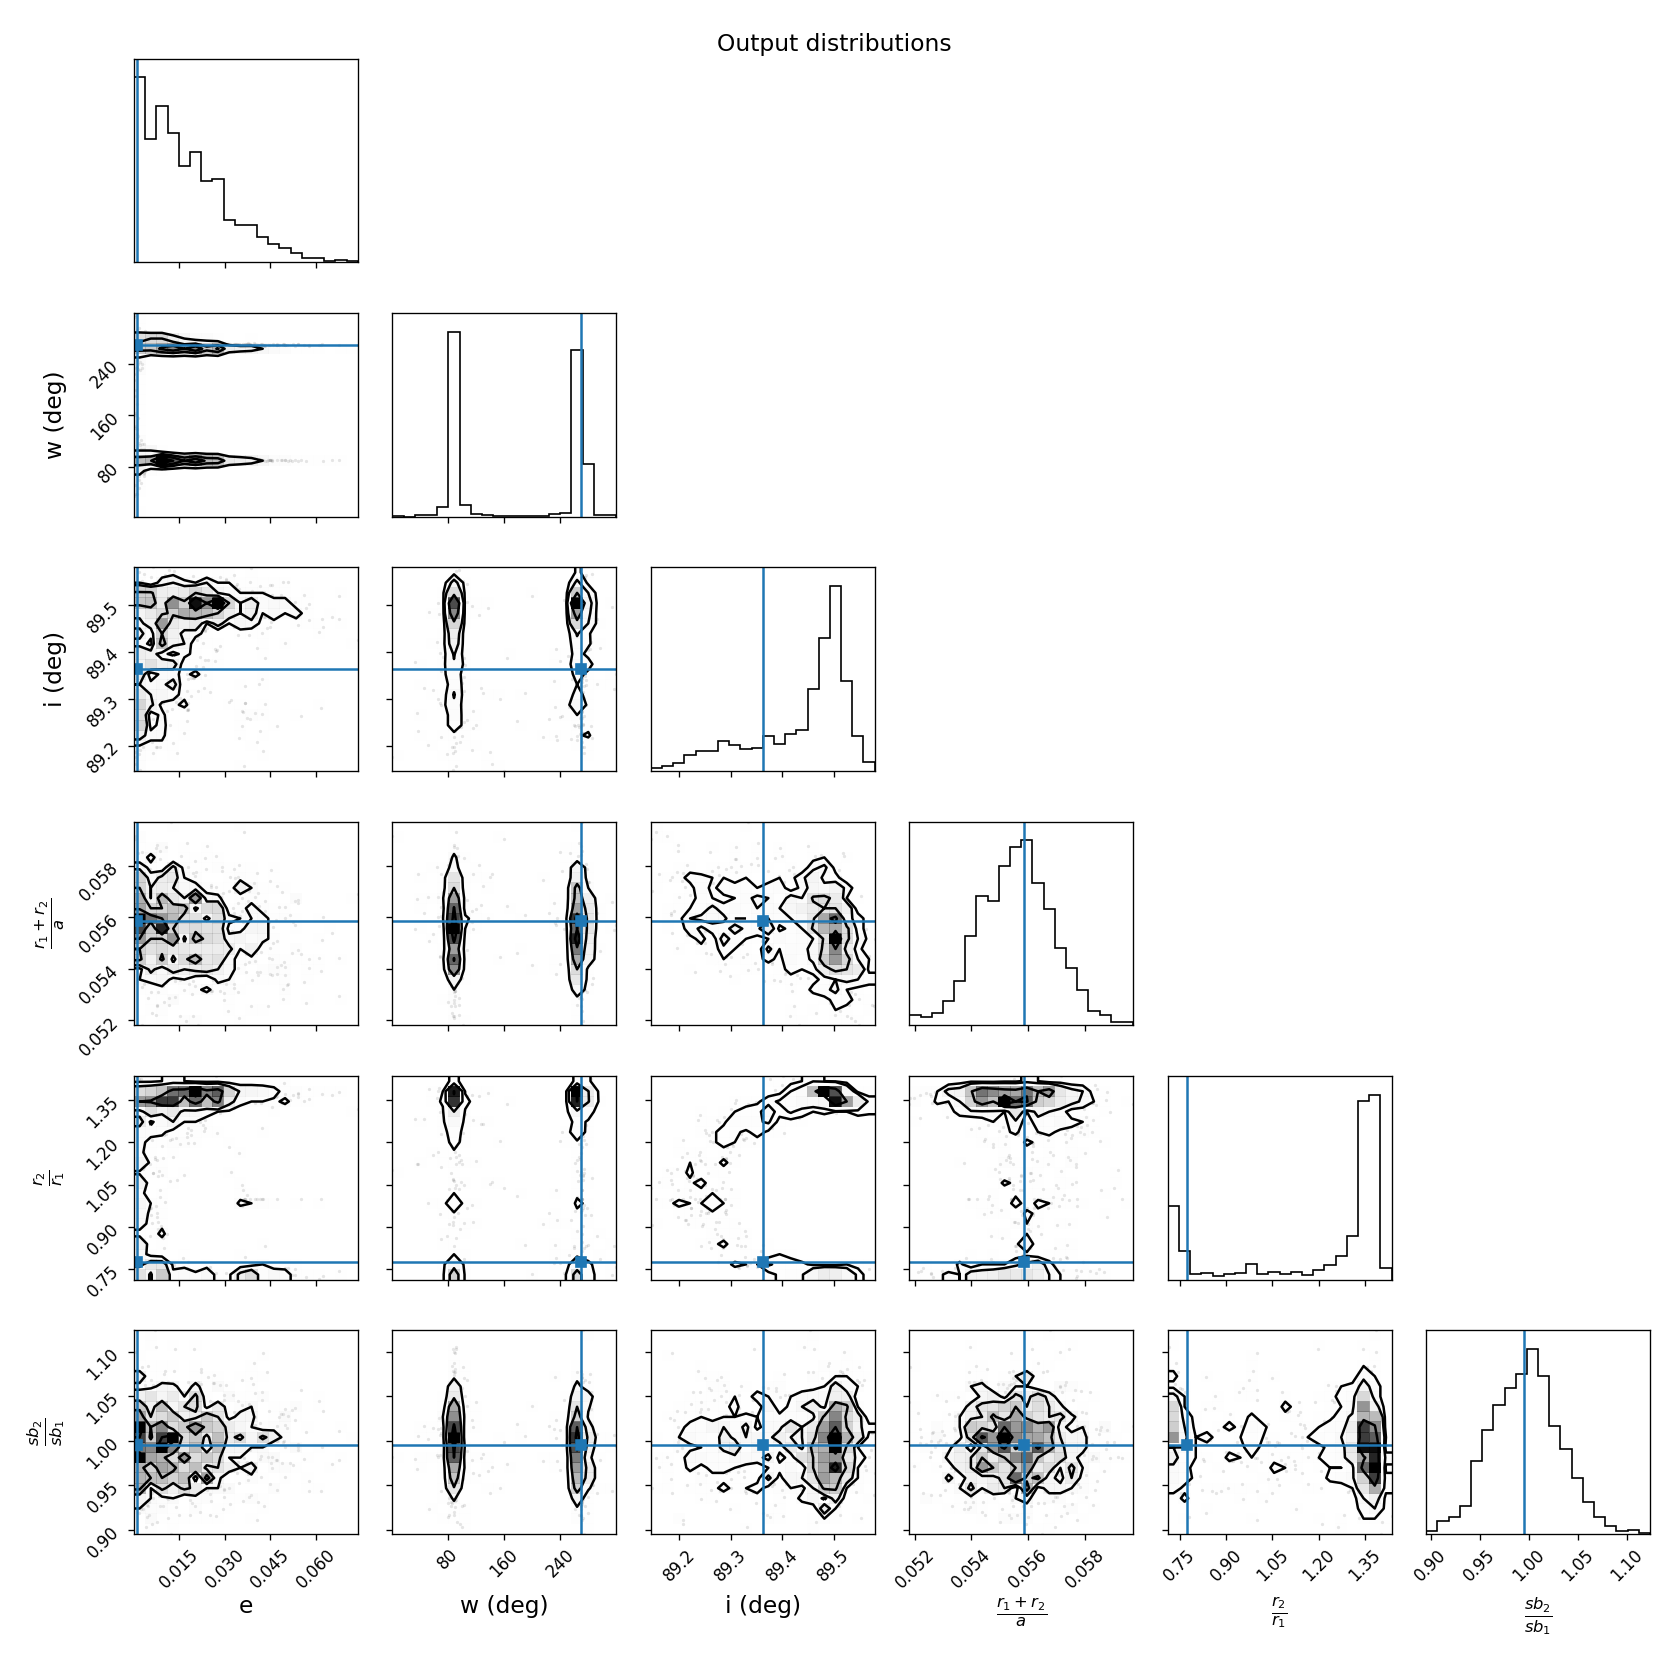 Output distributions
w (deg)
240
160
80
i (deg)
89.5
89.4
89.3
89.2
r₁ + r₂
a
0.058
0.056
0.054
0.052
r₂
r₁
1.35
1.20
1.05
0.90
0.75
sb₂
sb₁
1.10
1.05
1.00
0.95
0.90
0.015 0.030 0.045 0.060 80 160 240 89.2 89.3 89.4 89.5 0.052 0.054 0.056 0.058 0.75 0.90 1.05 1.20 1.35 0.90 0.95 1.00 1.05 1.10
e w (deg) i (deg) r₁ + r₂ r₂ sb₂
a r₁ sb₁